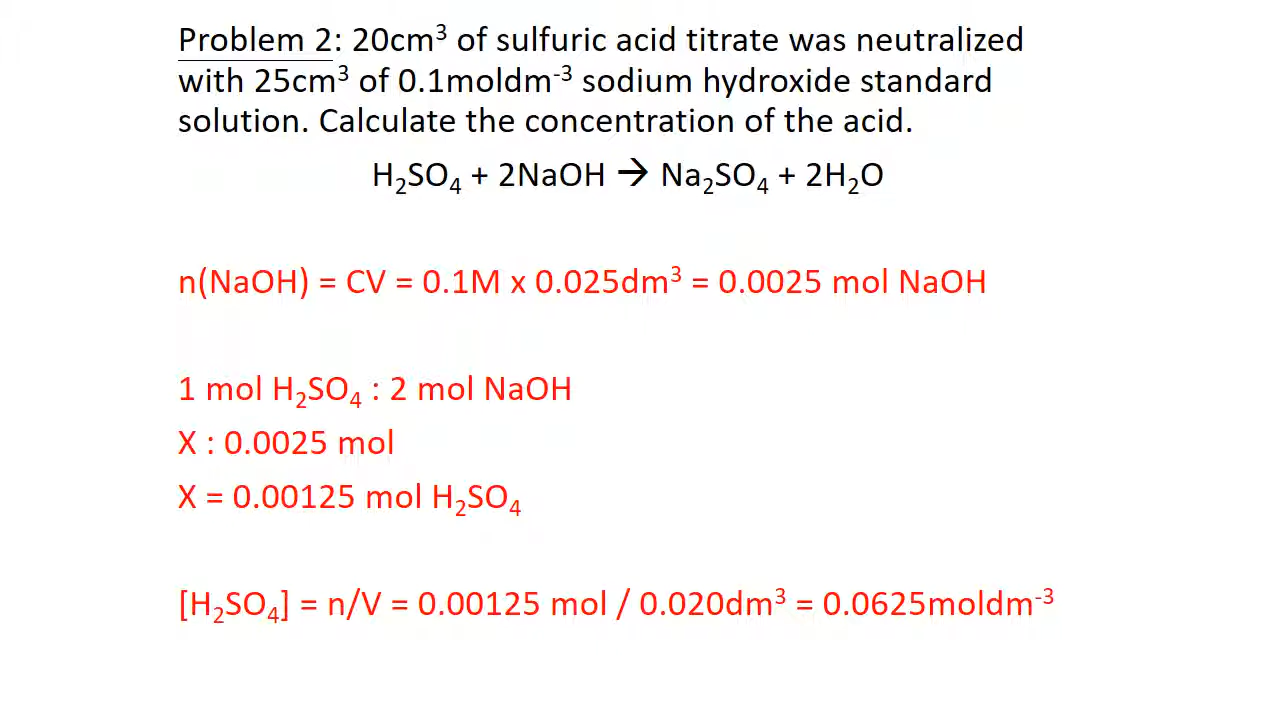 Problem 2: 20cm³ of sulfuric acid titrate was neutralized
with 25cm³ of 0.1moldm⁻³ sodium hydroxide standard
solution. Calculate the concentration of the acid.
H₂SO₄ + 2NaOH → Na₂SO₄ + 2H₂O
n(NaOH) = CV = 0.1M x 0.025dm³ = 0.0025 mol NaOH
1 mol H₂SO₄ : 2 mol NaOH
X : 0.0025 mol
X = 0.00125 mol H₂SO₄
[H₂SO₄] = n/V = 0.00125 mol / 0.020dm³ = 0.0625moldm⁻³